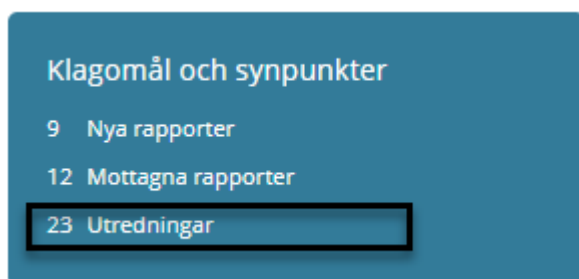 Klagomål och synpunkter
9 Nya rapporter
12 Mottagna rapporter
23 Utredningar